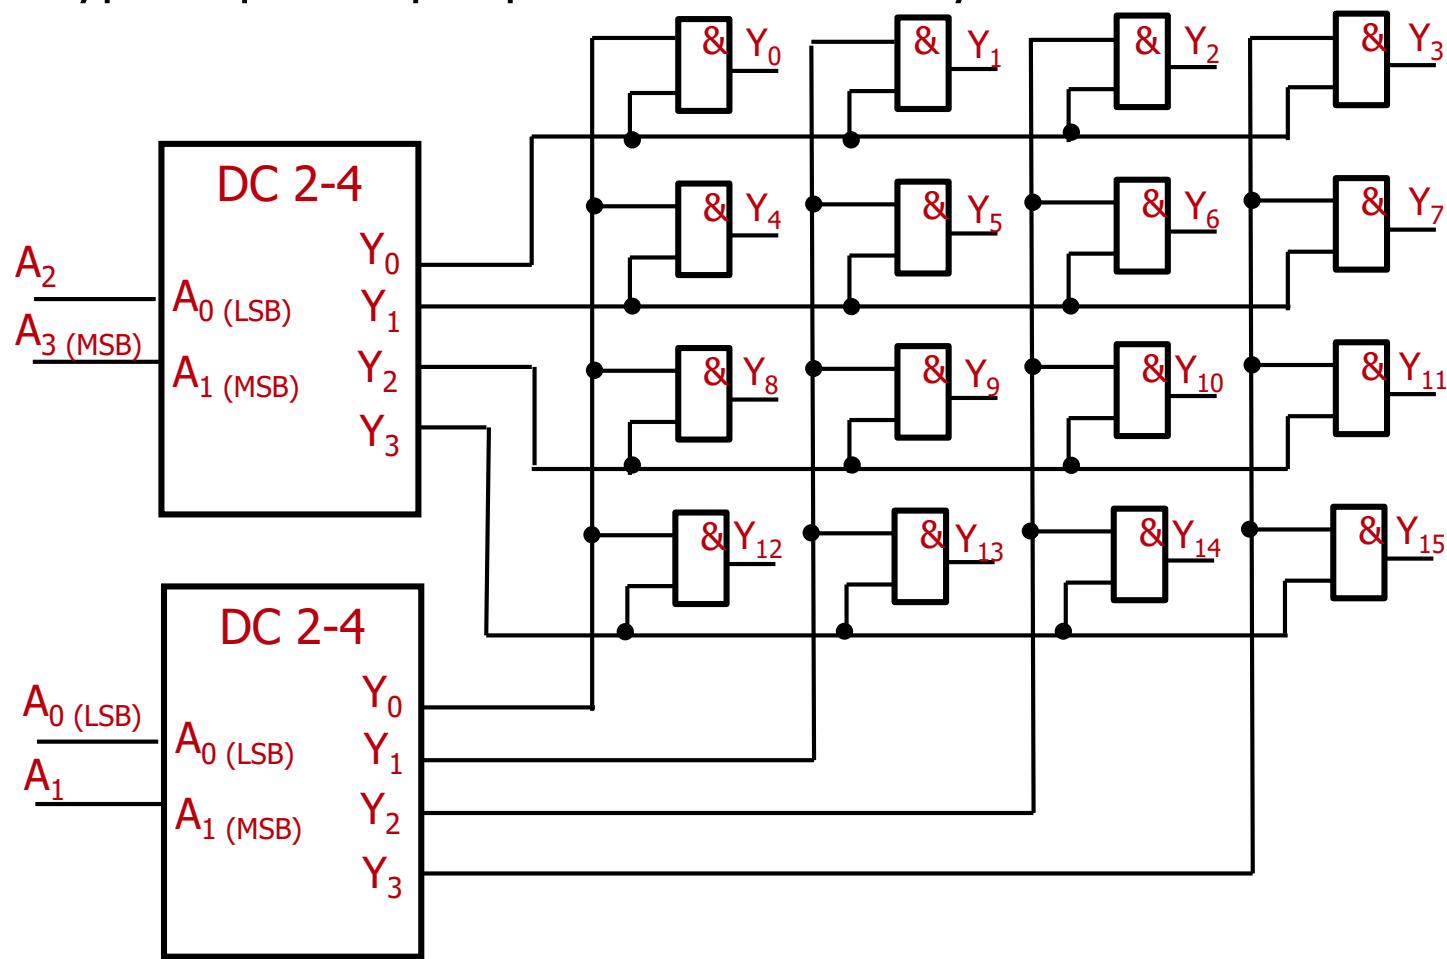 & Y0 & Y1 & Y2 & Y3
DC 2-4
& Y4 & Y5 & Y6 & Y7
Y0
A2
A0 (LSB) Y1
A3 (MSB)
A1 (MSB) Y2
& Y8 & Y9 & Y10 & Y11
Y3
& Y12 & Y13 & Y14 & Y15
DC 2-4
Y0
A0 (LSB)
A0 (LSB) Y1
A1
A1 (MSB) Y2
Y3